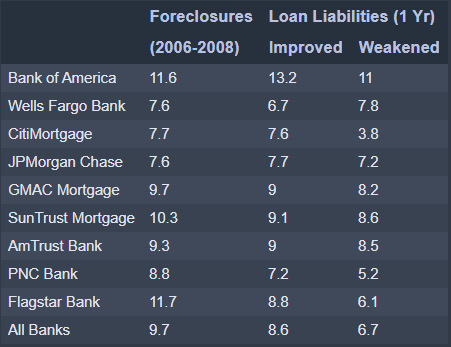 Foreclosures Loan Liabilities (1 Yr)
(2006-2008) Improved Weakened
Bank of America 11.6 13.2 11
Wells Fargo Bank 7.6 6.7 7.8
CitiMortgage 7.7 7.6 3.8
JPMorgan Chase 7.6 7.7 7.2
GMAC Mortgage 9.7 9 8.2
SunTrust Mortgage 10.3 9.1 8.6
AmTrust Bank 9.3 9 8.5
PNC Bank 8.8 7.2 5.2
Flagstar Bank 11.7 8.8 6.1
All Banks 9.7 8.6 6.7